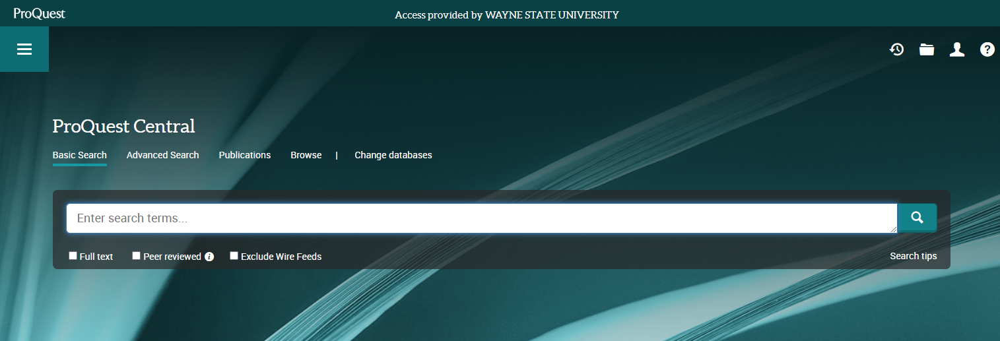 ProQuest
Access provided by WAYNE STATE UNIVERSITY
ProQuest Central
Basic Search Advanced Search Publications Browse | Change databases
Enter search terms...
Full text Peer reviewed i Exclude Wire Feeds Search tips
?